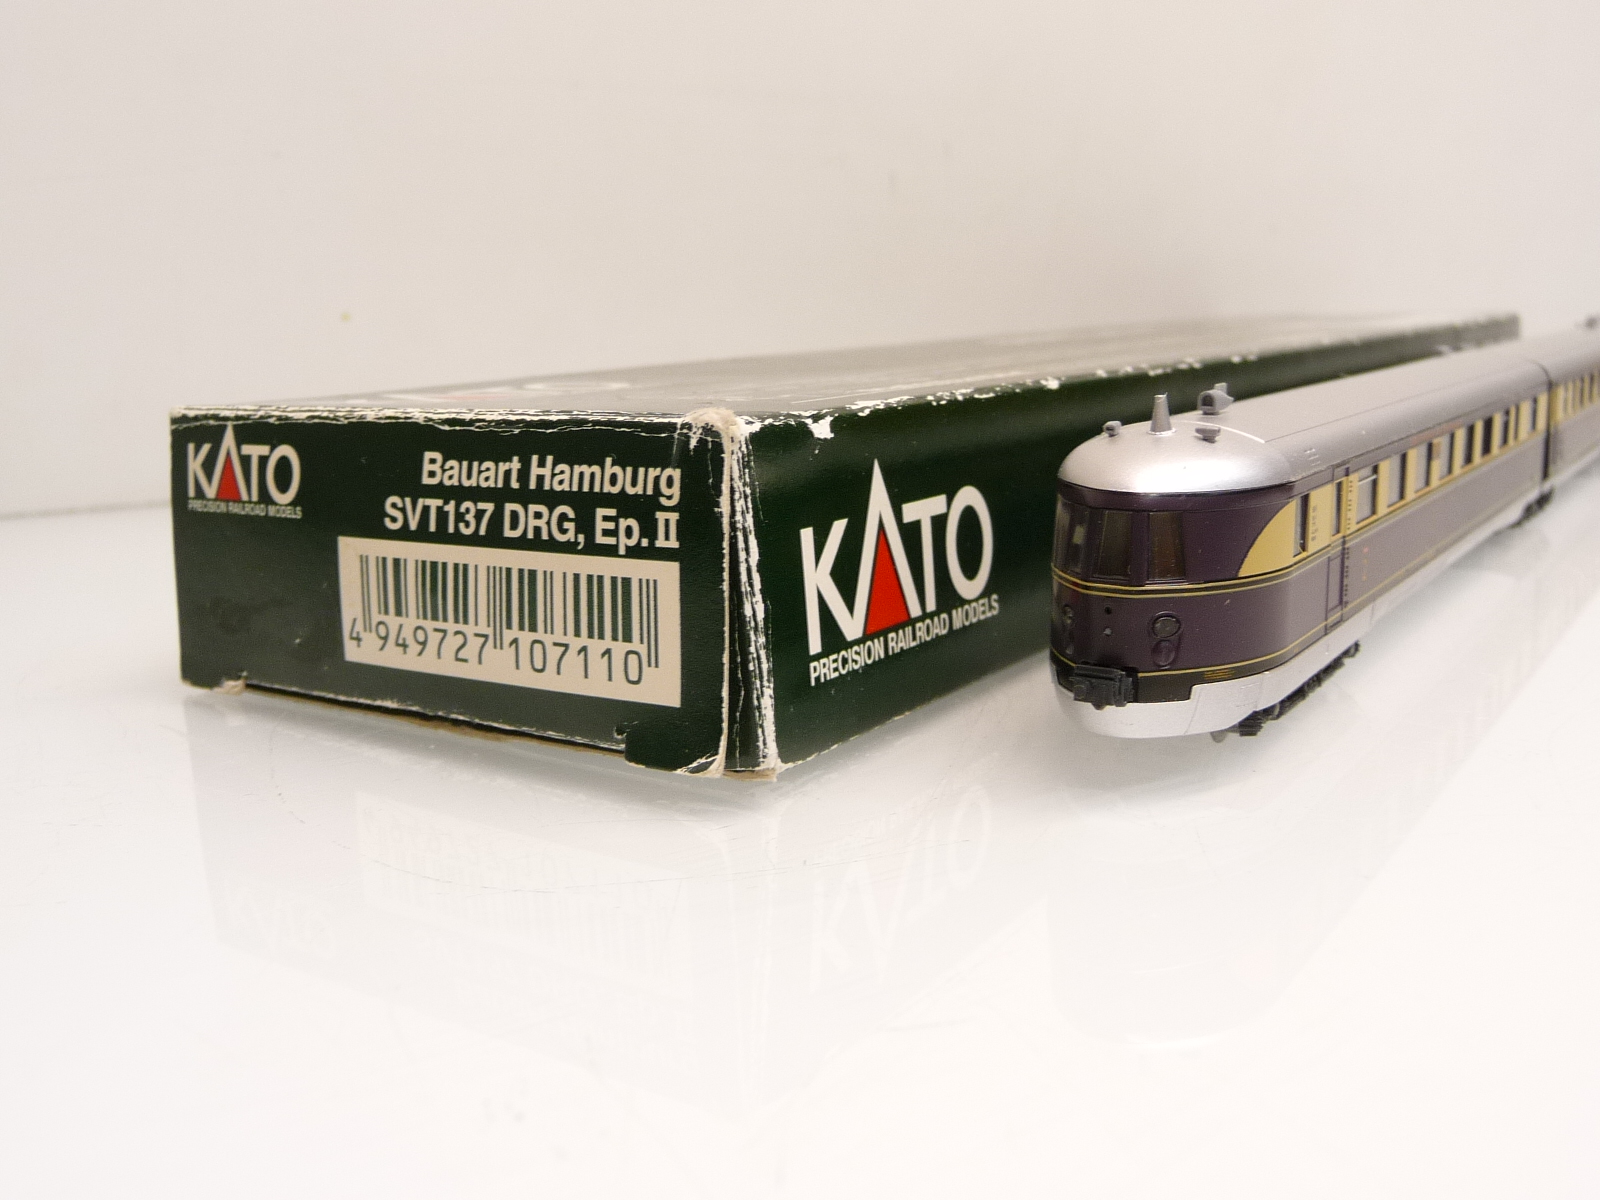 KATO
PRECISION RAILROAD MODELS
Bauart Hamburg
SVT137 DRG, Ep. II
4 949727 107110
KATO
PRECISION RAILROAD MODELS